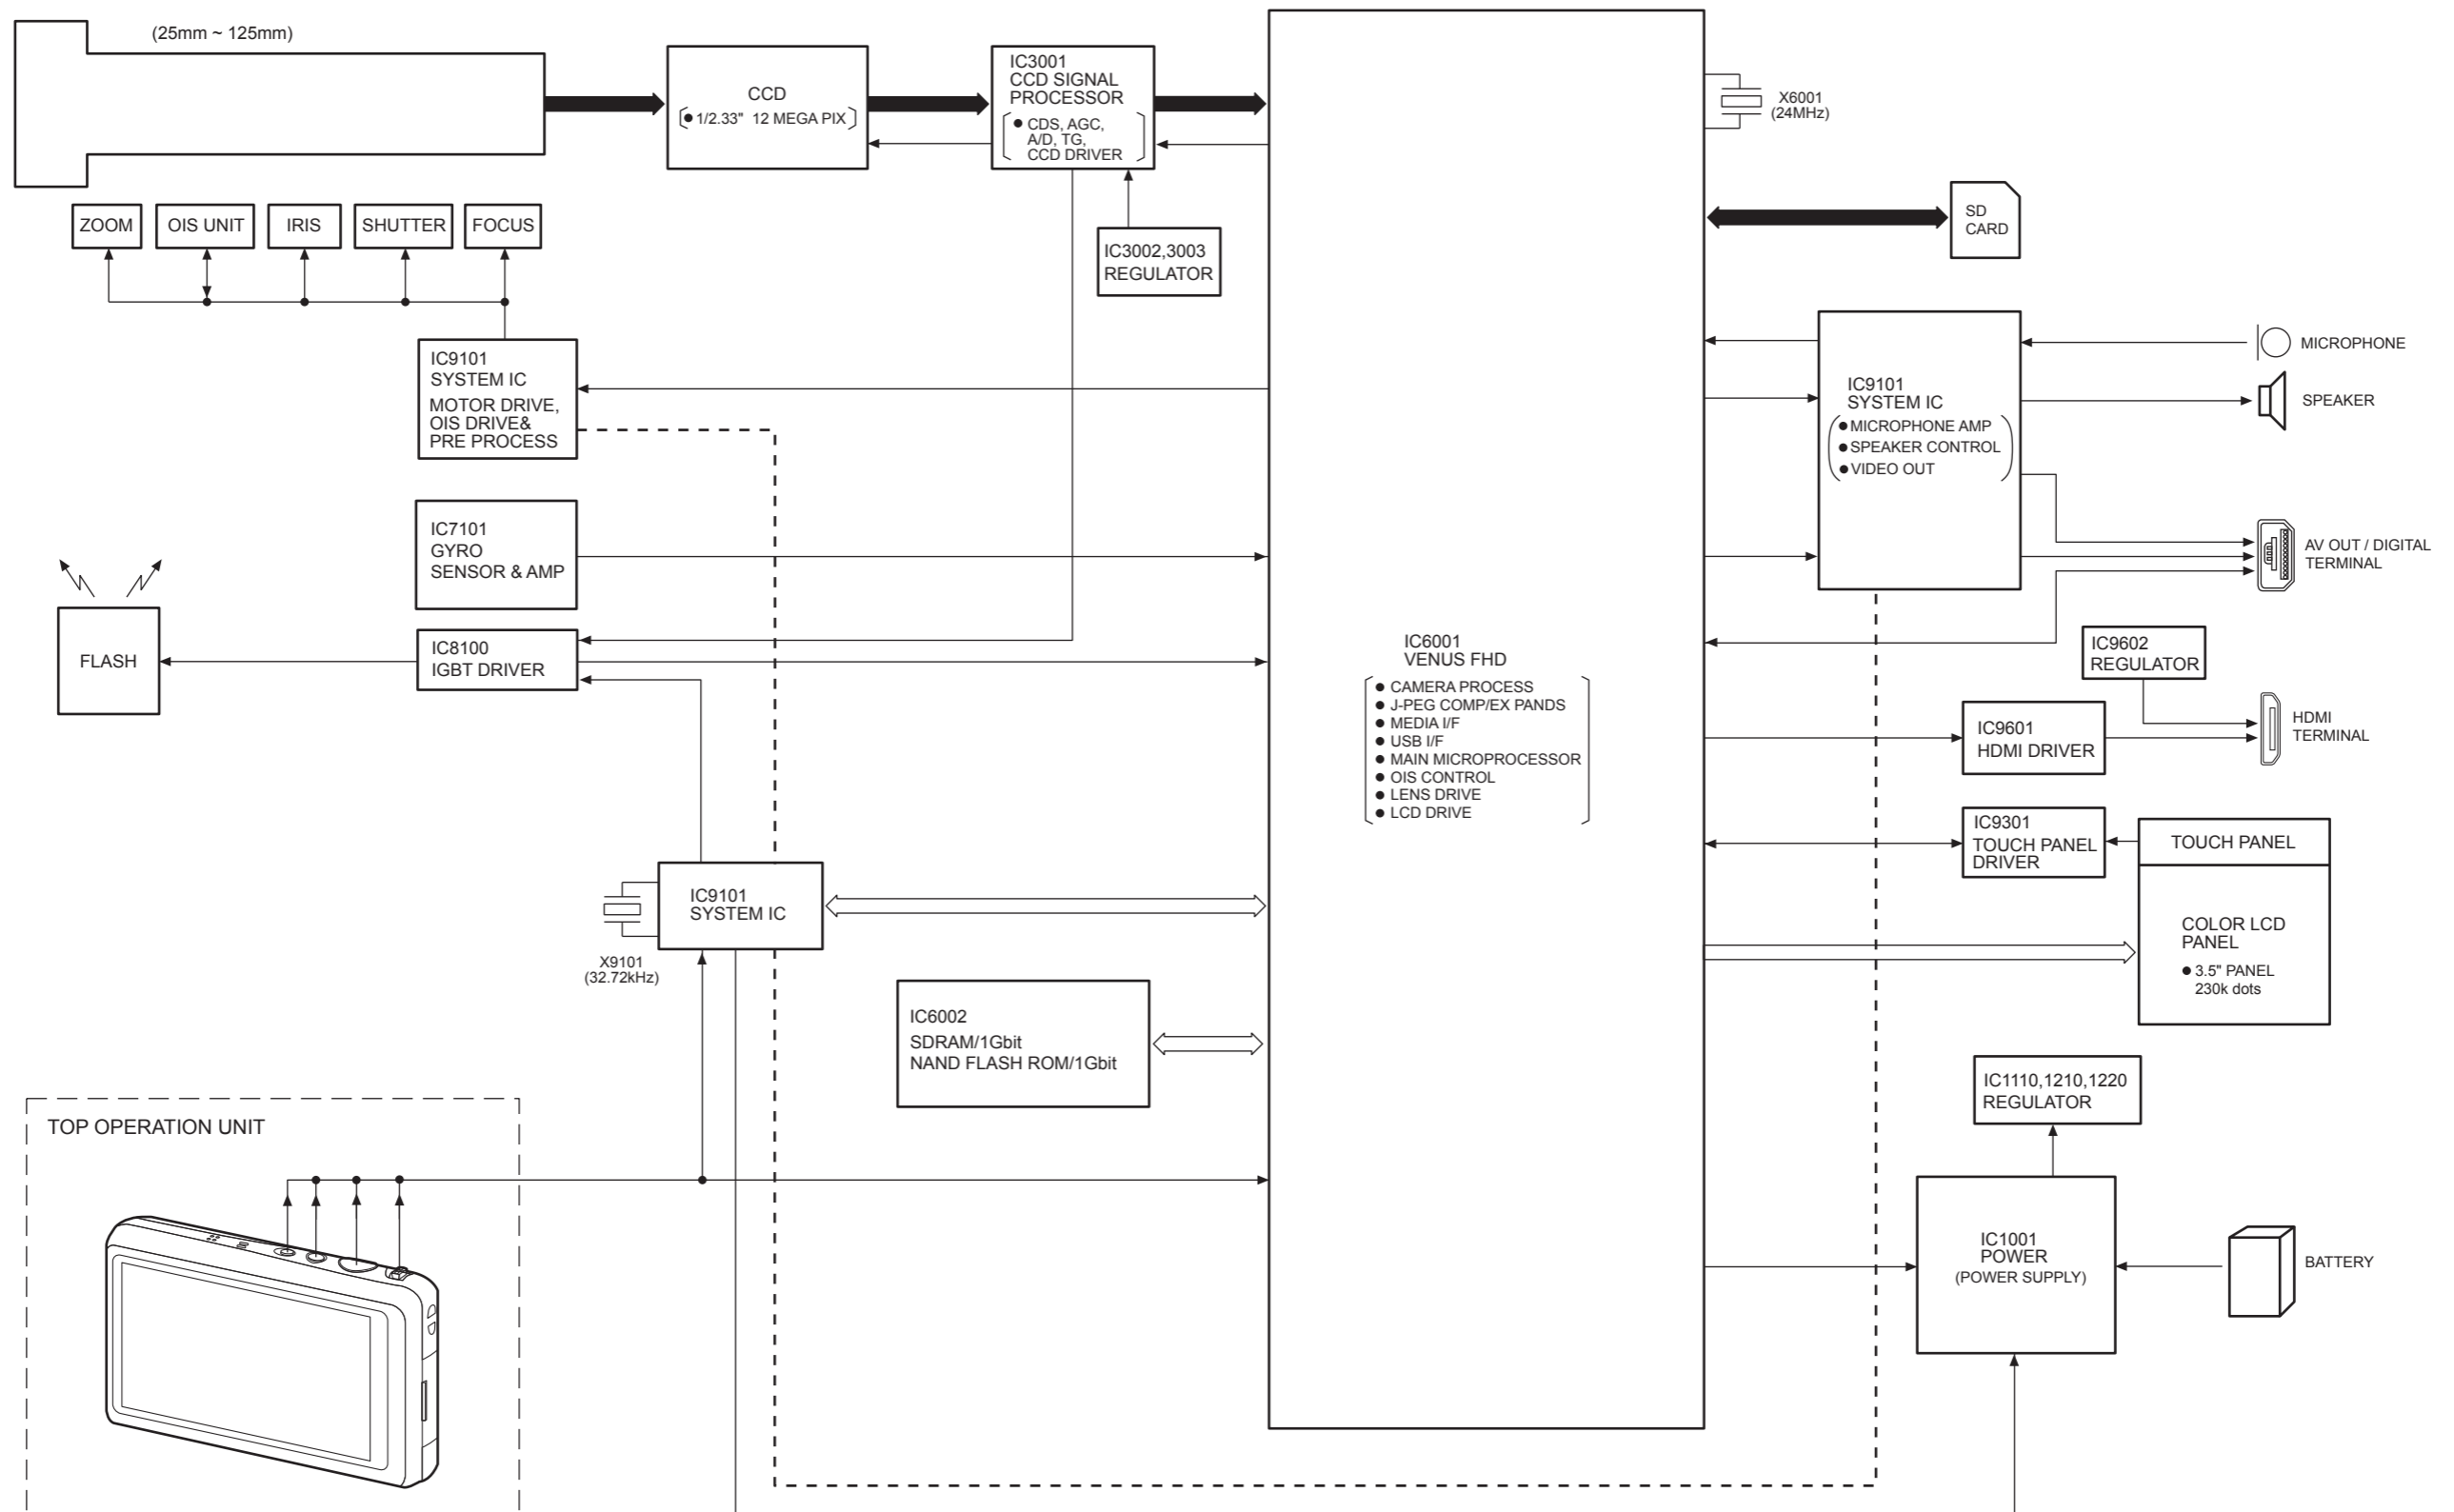 (25mm ~ 125mm)
CCD
● 1/2.33" 12 MEGA PIX
IC3001
CCD SIGNAL
PROCESSOR
● CDS, AGC,
A/D, TG,
CCD DRIVER
X6001
(24MHz)
SD
CARD
ZOOM
OIS UNIT
IRIS
SHUTTER
FOCUS
IC3002,3003
REGULATOR
IC9101
SYSTEM IC
MOTOR DRIVE,
OIS DRIVE&
PRE PROCESS
IC9101
SYSTEM IC
● MICROPHONE AMP
● SPEAKER CONTROL
● VIDEO OUT
MICROPHONE
SPEAKER
AV OUT / DIGITAL
TERMINAL
IC7101
GYRO
SENSOR & AMP
FLASH
IC8100
IGBT DRIVER
IC6001
VENUS FHD
● CAMERA PROCESS
● J-PEG COMP/EX PANDS
● MEDIA I/F
● USB I/F
● MAIN MICROPROCESSOR
● OIS CONTROL
● LENS DRIVE
● LCD DRIVE
IC9602
REGULATOR
IC9601
HDMI DRIVER
HDMI
TERMINAL
IC9301
TOUCH PANEL
DRIVER
TOUCH PANEL
COLOR LCD
PANEL
● 3.5" PANEL
230k dots
IC9101
SYSTEM IC
X9101
(32.72kHz)
IC6002
SDRAM/1Gbit
NAND FLASH ROM/1Gbit
IC1110,1210,1220
REGULATOR
TOP OPERATION UNIT
IC1001
POWER
(POWER SUPPLY)
BATTERY